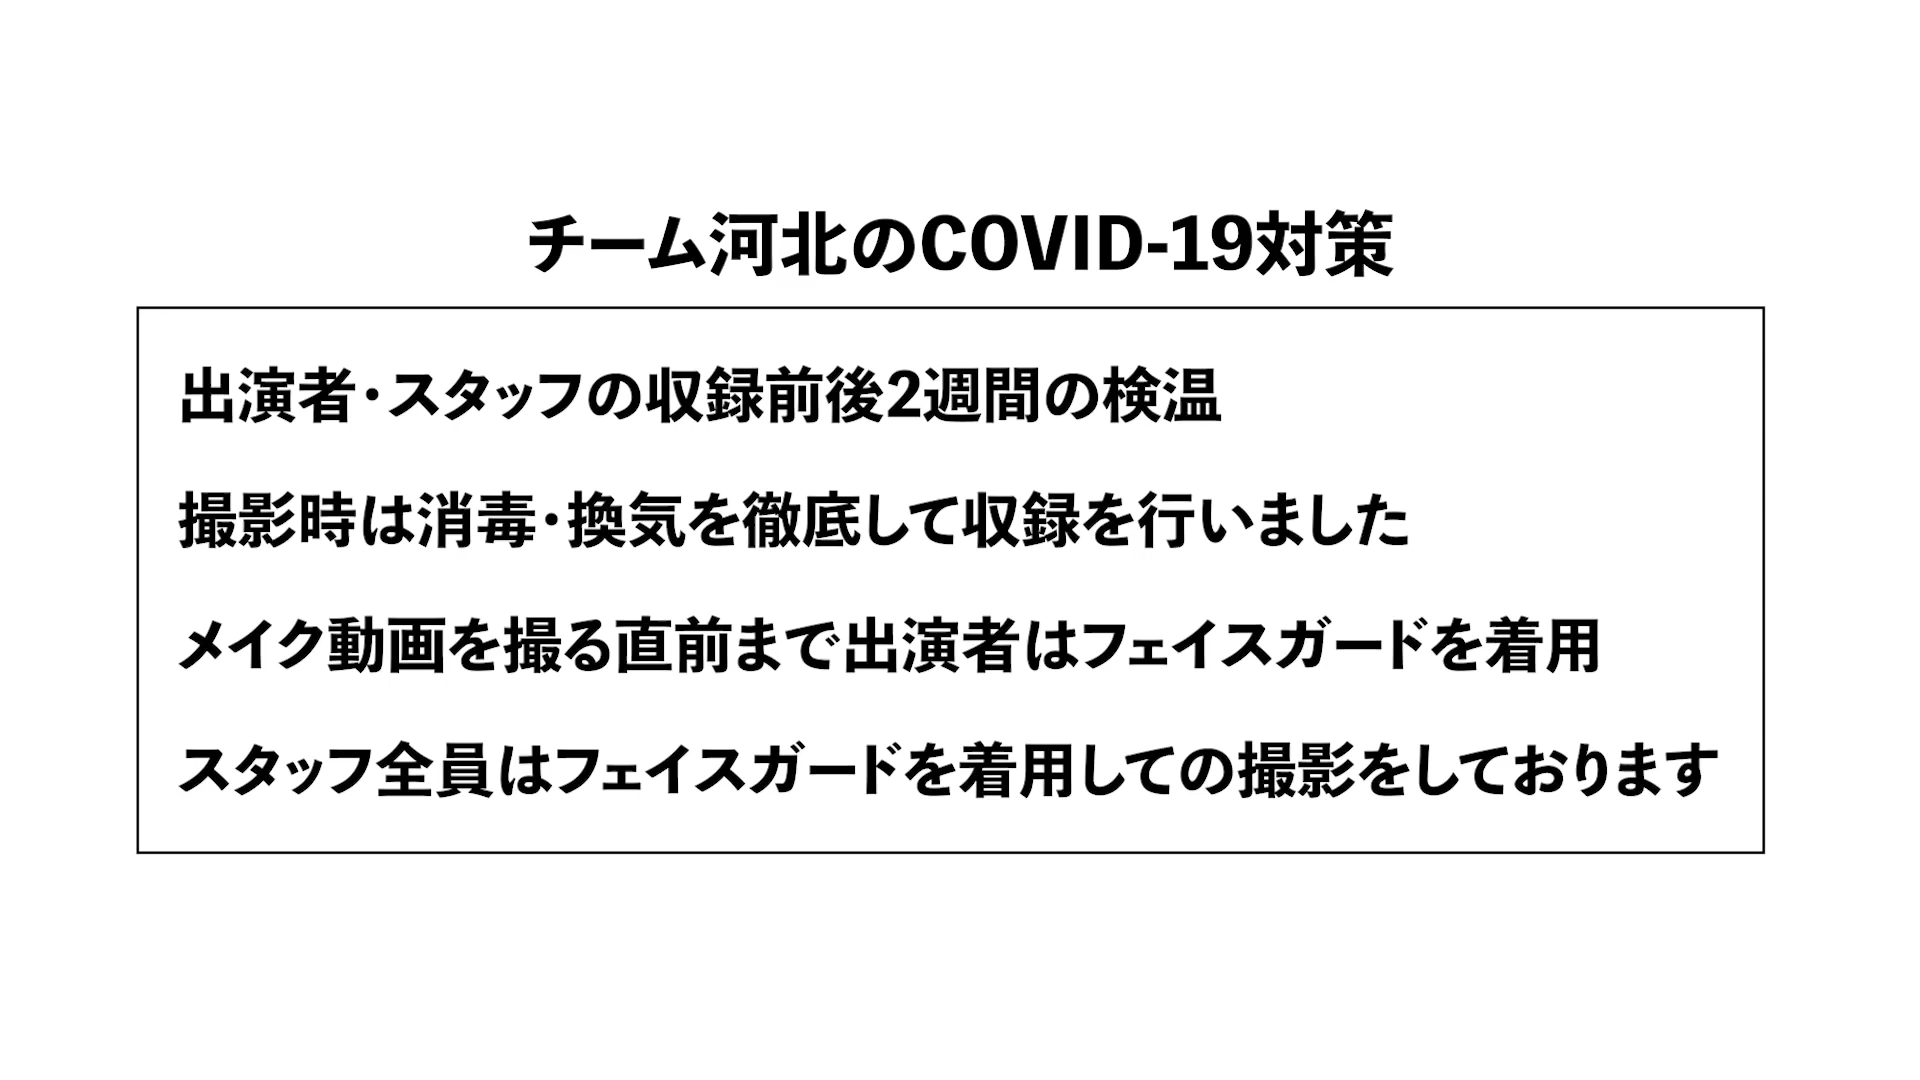 チーム河北のCOVID-19対策
出演者・スタッフの収録前後2週間の検温
撮影時は消毒・換気を徹底して収録を行いました
メイク動画を撮る直前まで出演者はフェイスガードを着用
スタッフ全員はフェイスガードを着用しての撮影をしております